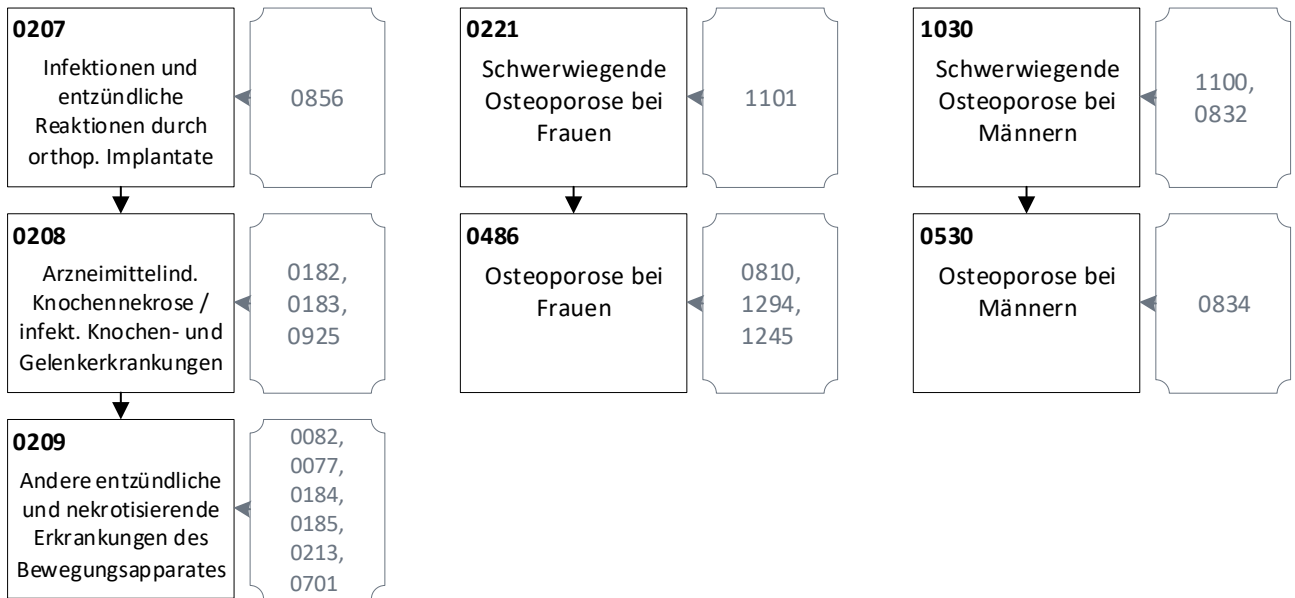 0207
Infektionen und
entzündliche
Reaktionen durch
orthop. Implantate
0856
0221
Schwerwiegende
Osteoporose bei
Frauen
1101
1030
Schwerwiegende
Osteoporose bei
Männern
1100,
0832
0208
Arzneimittelind.
Knochennekrose /
infekt. Knochen- und
Gelenkerkrankungen
0182,
0183,
0925
0486
Osteoporose bei
Frauen
0810,
1294,
1245
0530
Osteoporose bei
Männern
0834
0209
Andere entzündliche
und nekrotisierende
Erkrankungen des
Bewegungsapparates
0082,
0077,
0184,
0185,
0213,
0701